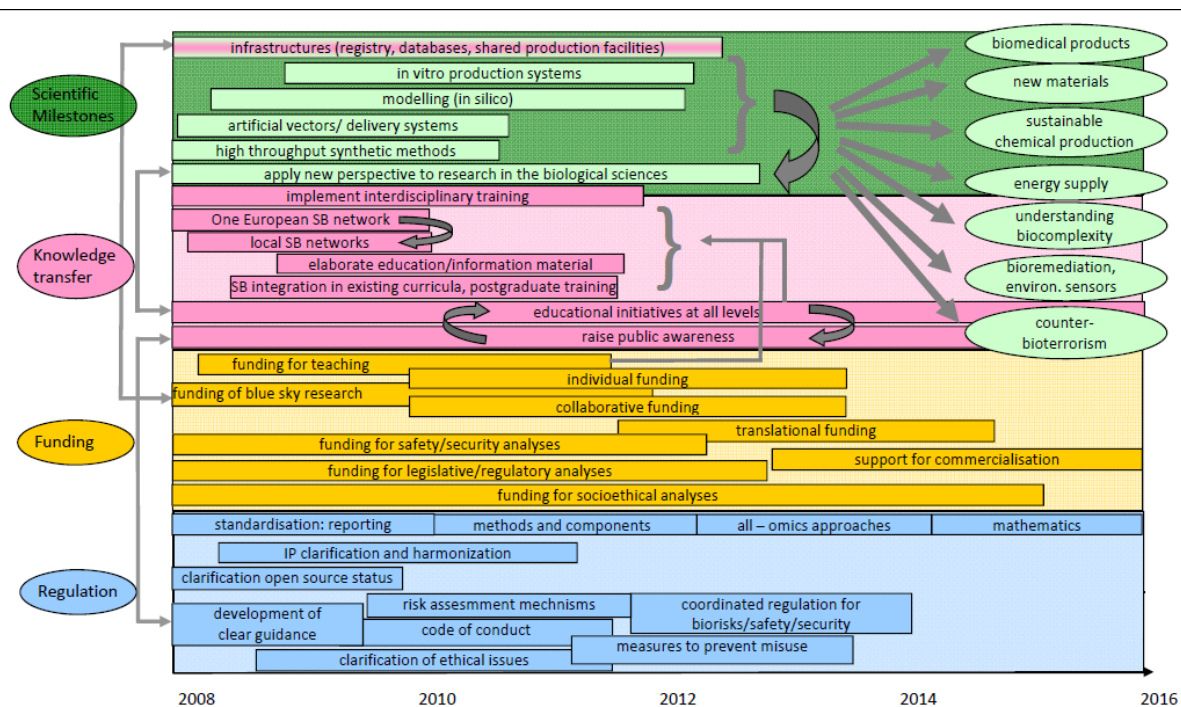 infrastructures (registry, databases, shared production facilities)
in vitro production systems
modelling (in silico)
artificial vectors/ delivery systems
high throughput synthetic methods
apply new perspective to research in the biological sciences
Scientific
Milestones
biomedical products
new materials
sustainable
chemical production
energy supply
understanding
biocomplexity
bioremediation,
environ. sensors
counter-
bioterrorism
Knowledge
transfer
implement interdisciplinary training
One European SB network
local SB networks
elaborate education/information material
SB integration in existing curricula, postgraduate training
educational initiatives at all levels
raise public awareness
Funding
funding for teaching
individual funding
funding of blue sky research
collaborative funding
translational funding
funding for safety/security analyses
support for commercialisation
funding for legislative/regulatory analyses
funding for socioethical analyses
Regulation
standardisation: reporting
methods and components
all – omics approaches
mathematics
IP clarification and harmonization
clarification open source status
development of
clear guidance
risk assesmment mechnisms
code of conduct
coordinated regulation for
biorisks/safety/security
measures to prevent misuse
clarification of ethical issues
2008
2010
2012
2014
2016